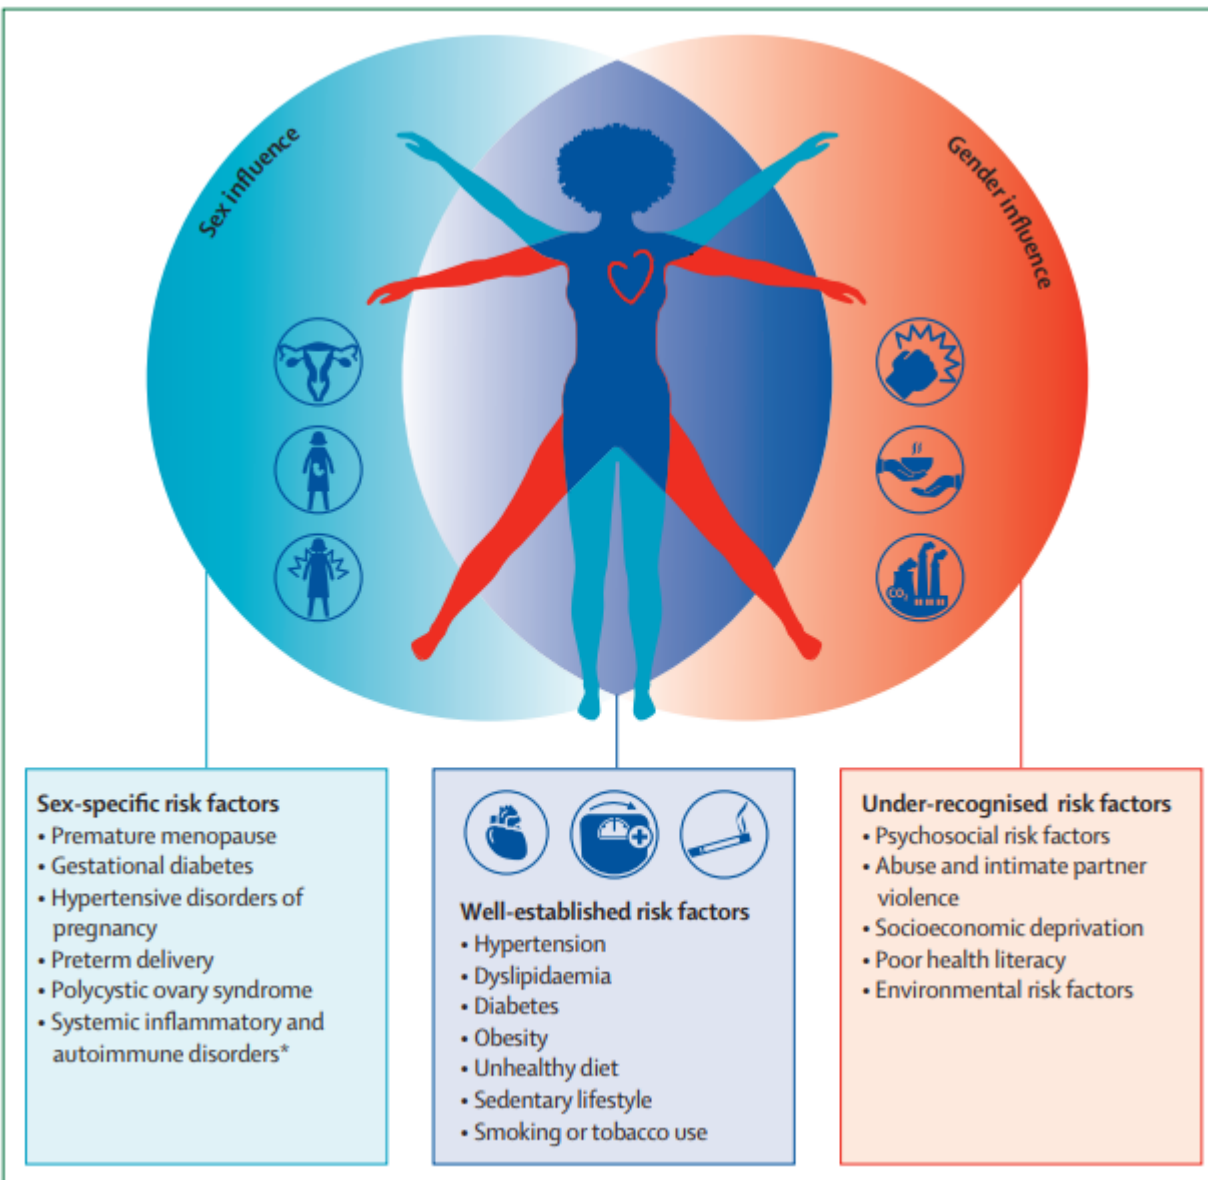 Sex influence
Gender influence
CO₂
Sex-specific risk factors
• Premature menopause
• Gestational diabetes
• Hypertensive disorders of
pregnancy
• Preterm delivery
• Polycystic ovary syndrome
• Systemic inflammatory and
autoimmune disorders*
Well-established risk factors
• Hypertension
• Dyslipidaemia
• Diabetes
• Obesity
• Unhealthy diet
• Sedentary lifestyle
• Smoking or tobacco use
Under-recognised risk factors
• Psychosocial risk factors
• Abuse and intimate partner
violence
• Socioeconomic deprivation
• Poor health literacy
• Environmental risk factors